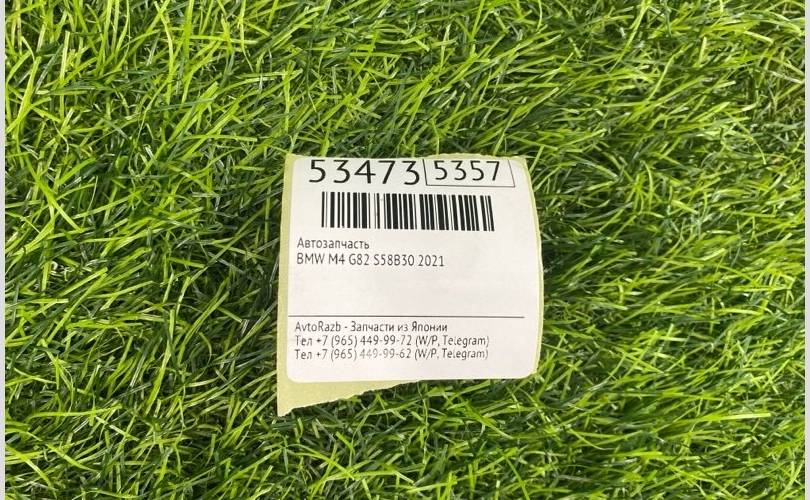 53473 5357
Автозапчасть
BMW M4 G82 S58B30 2021
AvtoRazb - Запчасти из Японии
Тел +7 (965) 449-99-72 (W/P, Telegram)
Тел +7 (965) 449-99-62 (W/P, Telegram)